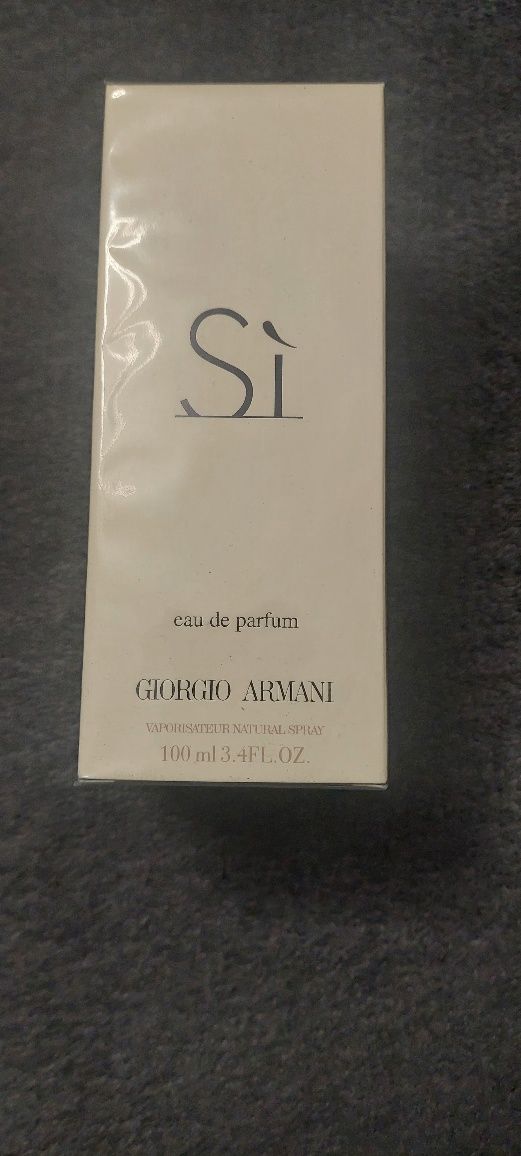 Sì
eau de parfum
GIORGIO ARMANI
VAPORISATEUR NATURAL SPRAY
100 ml 3.4FL.OZ.